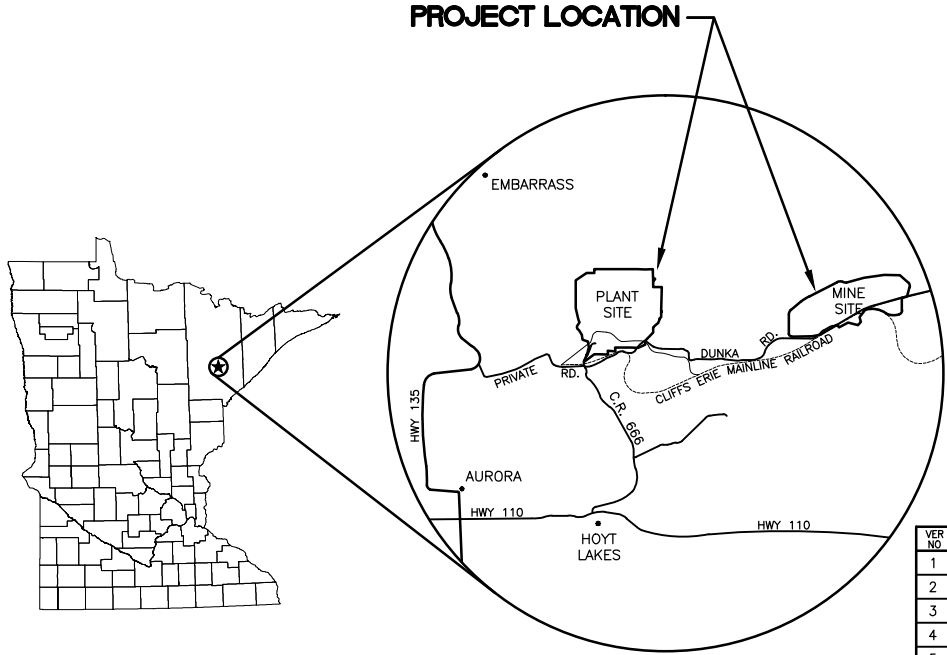 PROJECT LOCATION
EMBARRASS
PLANT
SITE
MINE
SITE
DUNKA
RD.
PRIVATE
RD.
CLIFFS ERIE MAINLINE RAILROAD
C.R. 666
HWY 135
AURORA
HWY 110
HOYT
LAKES
HWY 110
VER
NO
1
2
3
4